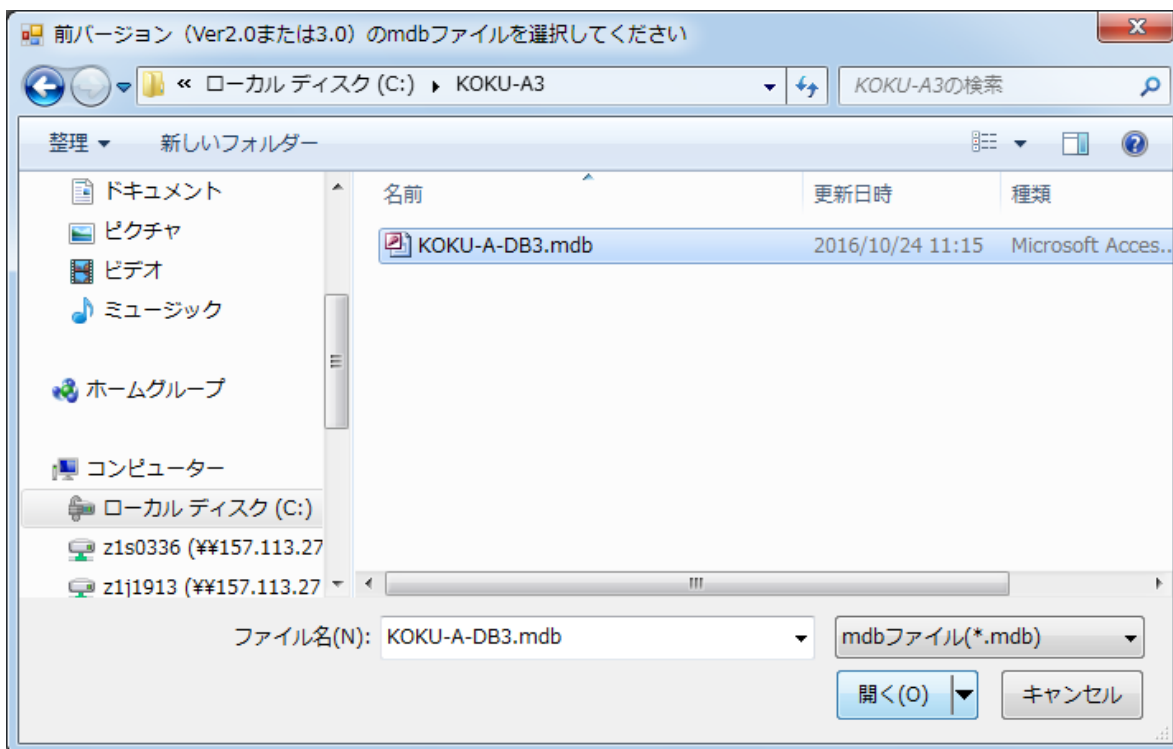 前バージョン（Ver2.0または3.0）のmdbファイルを選択してください
« ローカル ディスク (C:) ▸ KOKU-A3
KOKU-A3の検索
整理 新しいフォルダー
ドキュメント
ピクチャ
ビデオ
ミュージック
ホームグループ
コンピューター
ローカル ディスク (C:)
z1s0336 (¥¥157.113.27
z1j1913 (¥¥157.113.27
名前 更新日時 種類
KOKU-A-DB3.mdb 2016/10/24 11:15 Microsoft Acces...
ファイル名(N): KOKU-A-DB3.mdb mdbファイル(*.mdb)
開く(O) キャンセル